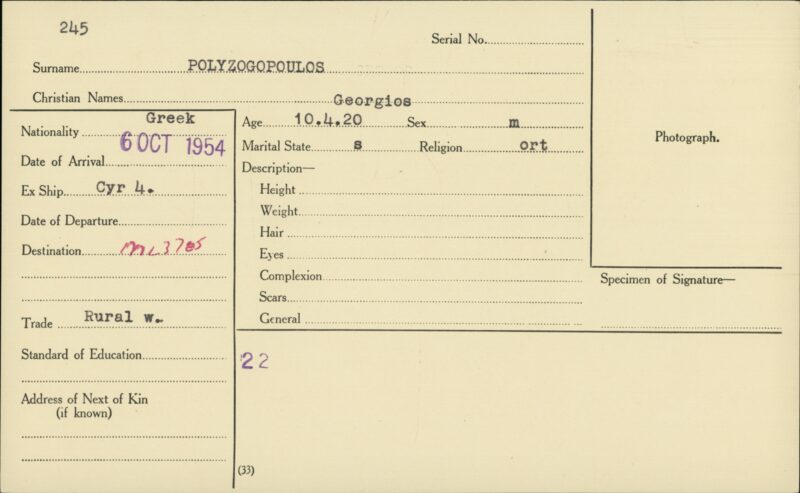 245
Serial No.
Surname POLYZOGOPOULOS
Christian Names Georgios
Nationality Greek
6 OCT 1954
Date of Arrival
Ex Ship Cyr 4.
Date of Departure
Destination ML3785
Trade Rural w.
Standard of Education
Address of Next of Kin
(if known)
Age 10.4.20 Sex m
Marital State s Religion ort
Description—
Height
Weight
Hair
Eyes
Complexion
Scars
General
22
(33)
Photograph.
Specimen of Signature—